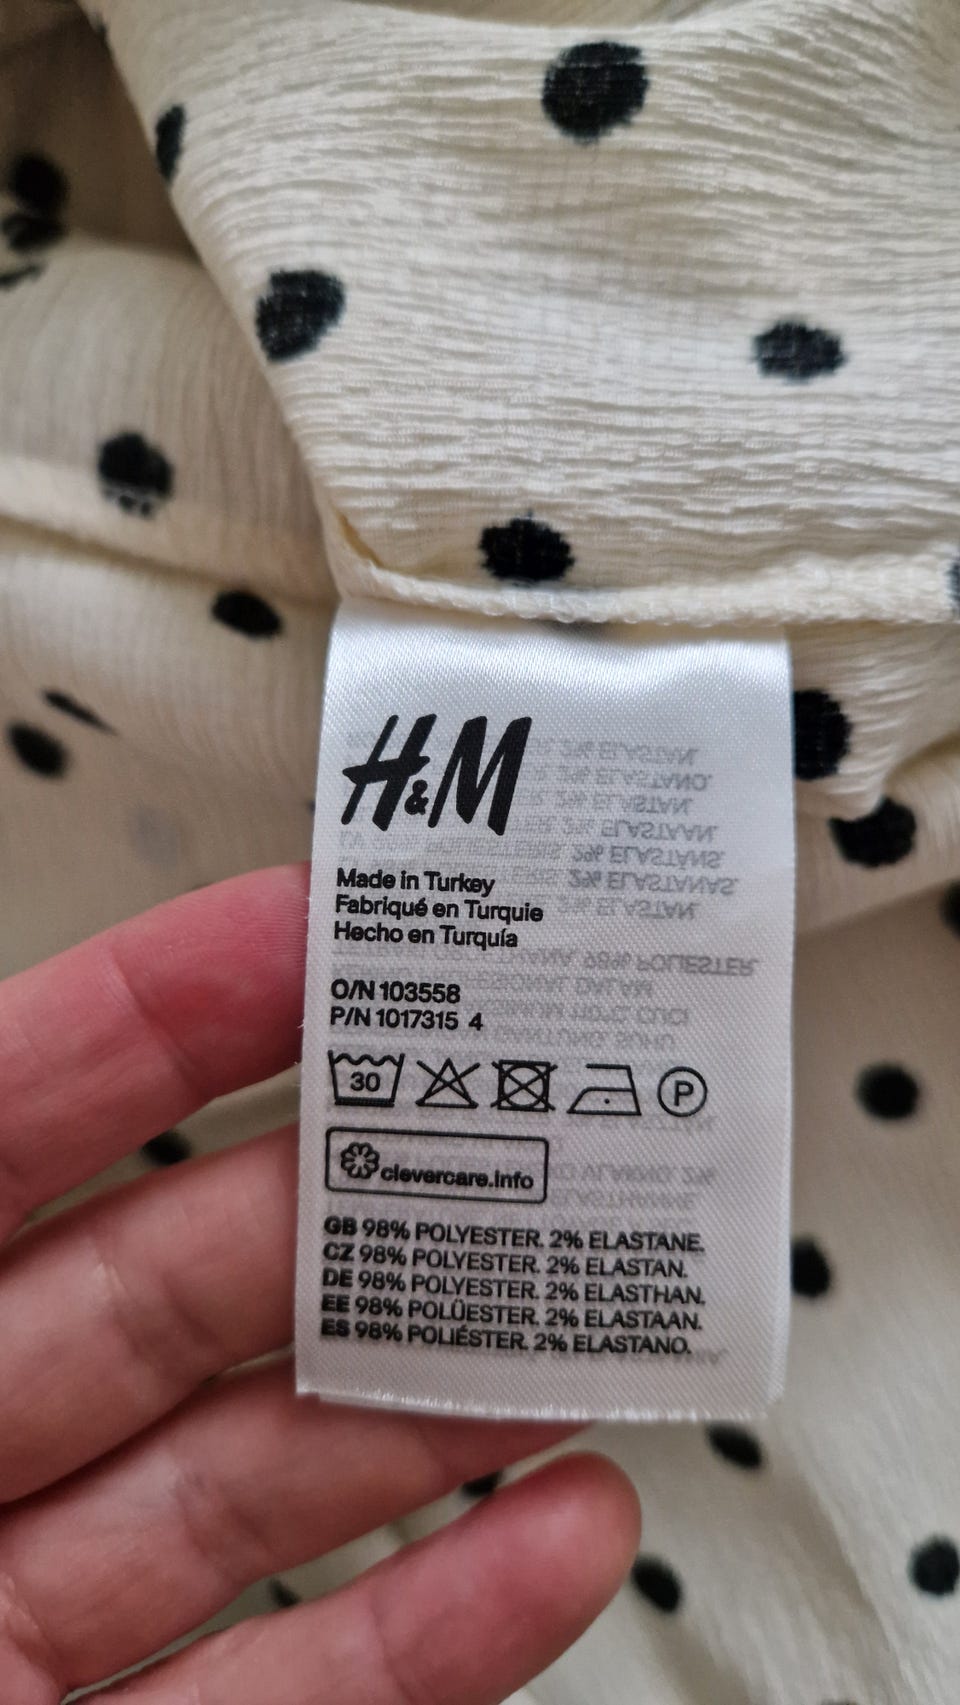 H&M
Made in Turkey
Fabriqué en Turquie
Hecho en Turquía
O/N 103558
P/N 1017315 4
30 P
clevercare.info
GB 98% POLYESTER. 2% ELASTANE.
CZ 98% POLYESTER. 2% ELASTAN.
DE 98% POLYESTER. 2% ELASTHAN.
EE 98% POLÜESTER. 2% ELASTAAN.
ES 98% POLIÉSTER. 2% ELASTANO.